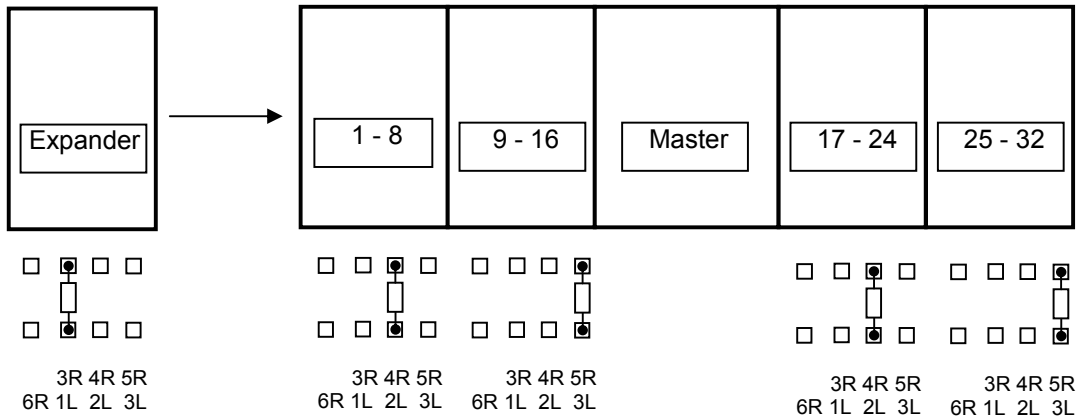 Expander
1 - 8
9 - 16
Master
17 - 24
25 - 32
3R 4R 5R
6R 1L 2L 3L
3R 4R 5R
6R 1L 2L 3L
3R 4R 5R
6R 1L 2L 3L
3R 4R 5R
6R 1L 2L 3L
3R 4R 5R
6R 1L 2L 3L